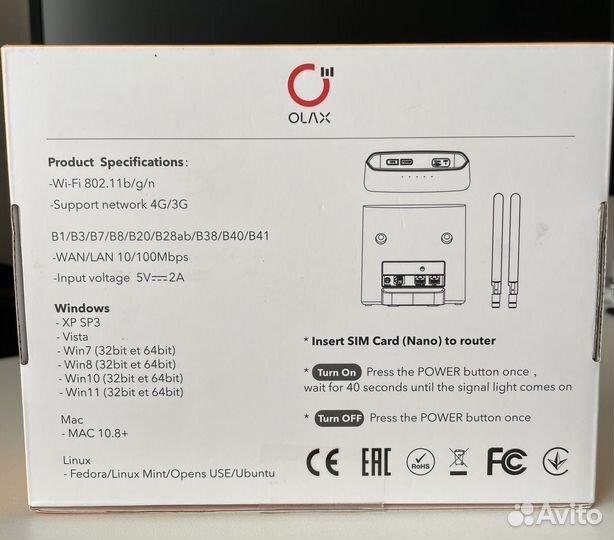 OLAX
Product Specifications:
-Wi-Fi 802.11b/g/n
-Support network 4G/3G
B1/B3/B7/B8/B20/B28ab/B38/B40/B41
-WAN/LAN 10/100Mbps
-Input voltage 5V⎓2A
Windows
- XP SP3
- Vista
- Win7 (32bit et 64bit)
- Win8 (32bit et 64bit)
- Win10 (32bit et 64bit)
- Win11 (32bit et 64bit)
Mac
- MAC 10.8+
Linux
- Fedora/Linux Mint/Opens USE/Ubuntu
* Insert SIM Card (Nano) to router
* Turn On Press the POWER button once ,
wait for 40 seconds until the signal light comes on
* Turn OFF Press the POWER button once
CE EAC RoHS FC
Avito